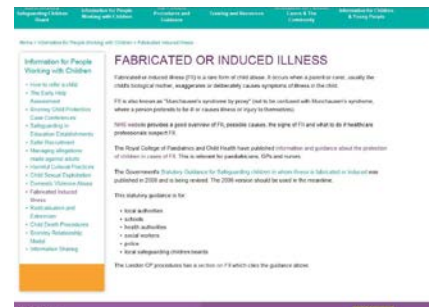 Safeguarding Children Board
Information for People Working with Children
Procedures and Guidance
Training and Resources
Carers & The Community
Information for Children & Young People
Home > Information for People Working with Children > Fabricated Induced Illness
Information for People Working with Children
How to refer a child
The Early Help Assessment
Bromley Child Protection Case Conferences
Safeguarding in Education Establishments
Safer Recruitment
Managing allegations made against adults
Harmful Cultural Practices
Child Sexual Exploitation
Domestic Violence Abuse
Fabricated Induced Illness
Radicalisation and Extremism
Child Death Procedures
Bromley Relationship Model
Information Sharing
FABRICATED OR INDUCED ILLNESS
Fabricated or induced illness (FII) is a rare form of child abuse. It occurs when a parent or carer, usually the
child's biological mother, exaggerates or deliberately causes symptoms of illness in the child.
FII is also known as "Munchausen's syndrome by proxy" (not to be confused with Munchausen's syndrome,
where a person pretends to be ill or causes illness or injury to themselves).
NHS website provides a good overview of FII, possible causes, the signs of FII and what to do if healthcare
professionals suspect FII.
The Royal College of Paediatrics and Child Health have published information and guidance about the protection
of children in cases of FII. This is relevant for paediatricians, GPs and nurses.
The Government's Statutory Guidance for Safeguarding children in whom illness is fabricated or induced was
published in 2008 and is being revised. The 2008 version should be used in the meantime.
This statutory guidance is for:
local authorities
schools
health authorities
social workers
police
local safeguarding children boards
The London CP procedures has a section on FII which cites the guidance above.